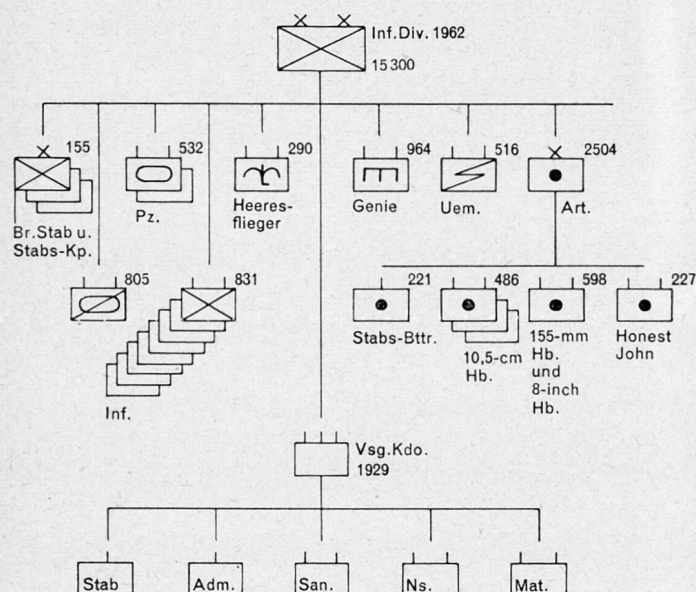 Inf. Div. 1962
15300
155
532
290
964
516
2504
Br. Stab u.
Stabs-Kp.
Pz.
Heeres-
flieger
Genie
Uem.
Art.
805
831
221
486
598
227
Inf.
Stabs-Bttr.
10,5-cm
Hb.
155-mm
Hb.
und
8-inch
Hb.
Honest
John
Vsg. Kdo.
1929
Stab
Adm.
San.
Ns.
Mat.